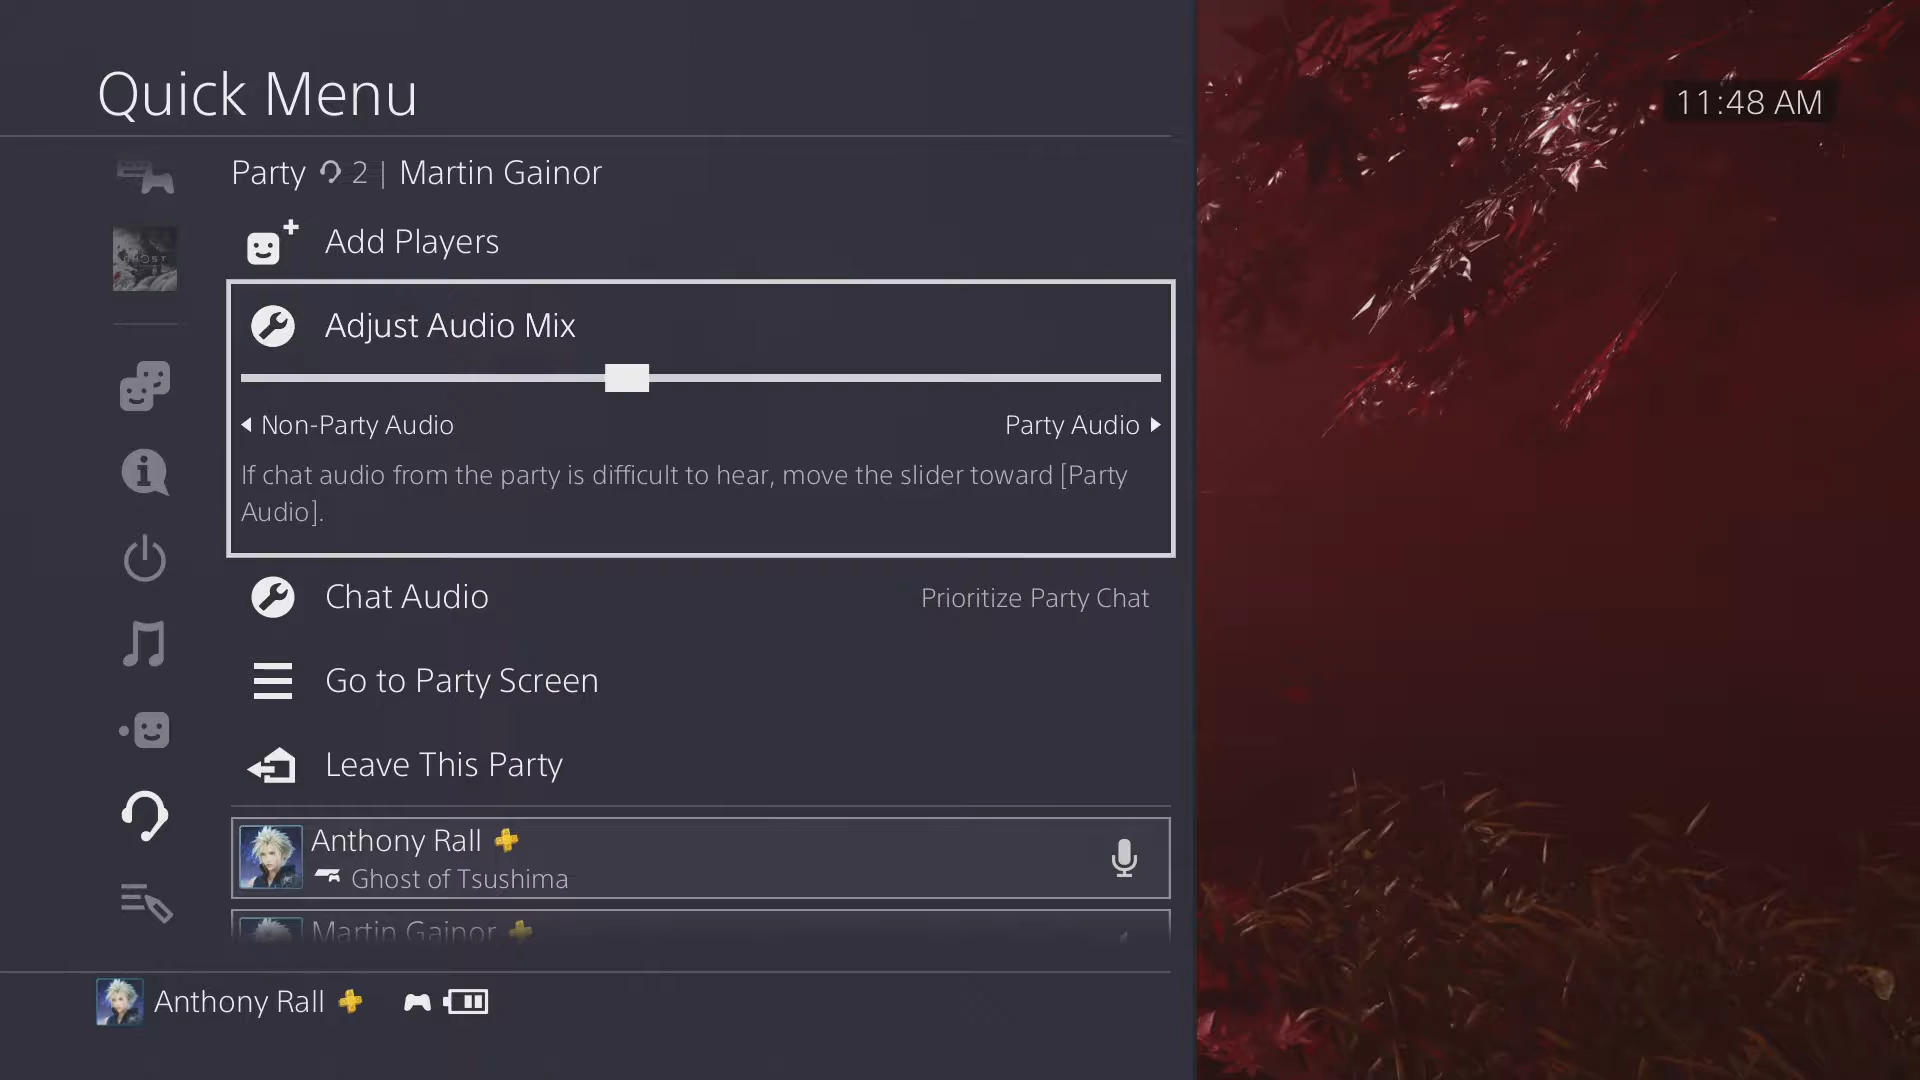 Quick Menu
11:48 AM
Party 2 | Martin Gainor
GHOST
Add Players
Adjust Audio Mix
Non-Party Audio
Party Audio
If chat audio from the party is difficult to hear, move the slider toward [Party
Audio].
Chat Audio
Prioritize Party Chat
Go to Party Screen
Leave This Party
Anthony Rall
Ghost of Tsushima
Martin Gainor
Anthony Rall